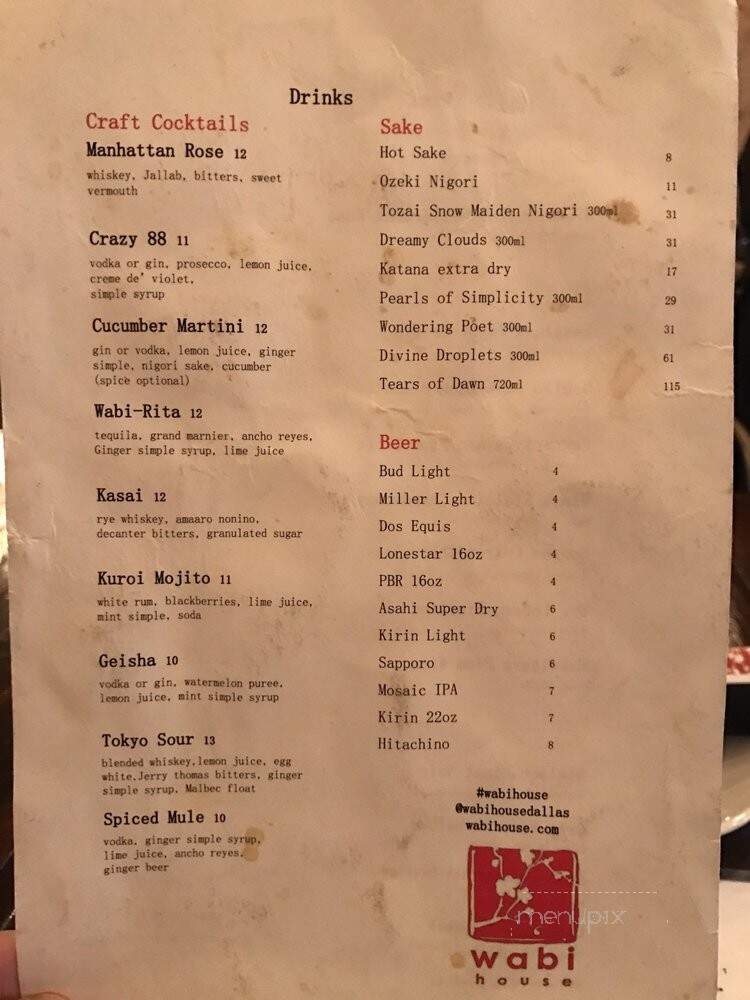 Drinks
Craft Cocktails
Manhattan Rose 12
whiskey, Jallab, bitters, sweet
vermouth
Crazy 88 11
vodka or gin, prosecco, lemon juice,
creme de' violet,
simple syrup
Cucumber Martini 12
gin or vodka, lemon juice, ginger
simple, nigori sake, cucumber
(spice optional)
Wabi-Rita 12
tequila, grand marnier, ancho reyes,
Ginger simple syrup, lime juice
Kasai 12
rye whiskey, amaaro nonino,
decanter bitters, granulated sugar
Kuroi Mojito 11
white rum, blackberries, lime juice,
mint simple, soda
Geisha 10
vodka or gin, watermelon puree,
lemon juice, mint simple syrup
Tokyo Sour 13
blended whiskey, lemon juice, egg
white, Jerry thomas bitters, ginger
simple syrup, Malbec float
Spiced Mule 10
vodka, ginger simple syrup,
lime juice, ancho reyes,
ginger beer
Sake
Hot Sake 8
Ozeki Nigori 11
Tozai Snow Maiden Nigori 300ml 31
Dreamy Clouds 300ml 31
Katana extra dry 17
Pearls of Simplicity 300ml 29
Wondering Poet 300ml 31
Divine Droplets 300ml 61
Tears of Dawn 720ml 115
Beer
Bud Light 4
Miller Light 4
Dos Equis 4
Lonestar 16oz 4
PBR 16oz 4
Asahi Super Dry 6
Kirin Light 6
Sapporo 6
Mosaic IPA 7
Kirin 22oz 7
Hitachino 8
#wabihouse
@wabihousedallas
wabihouse.com
menupix
wabi
house